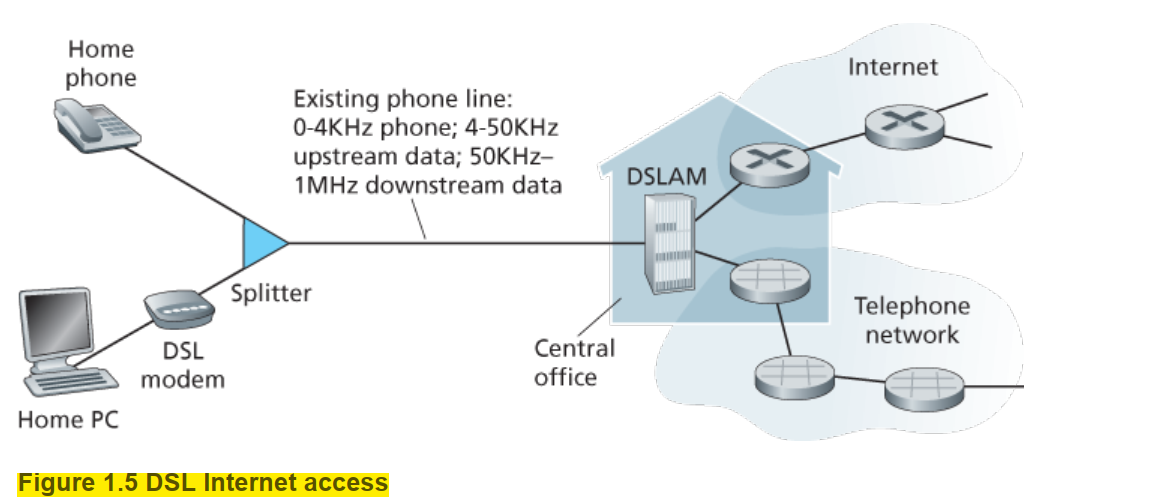 Home
phone
Existing phone line:
0-4KHz phone; 4-50KHz
upstream data; 50KHz–
1MHz downstream data
Internet
DSLAM
Splitter
DSL
modem
Home PC
Central
office
Telephone
network
Figure 1.5 DSL Internet access